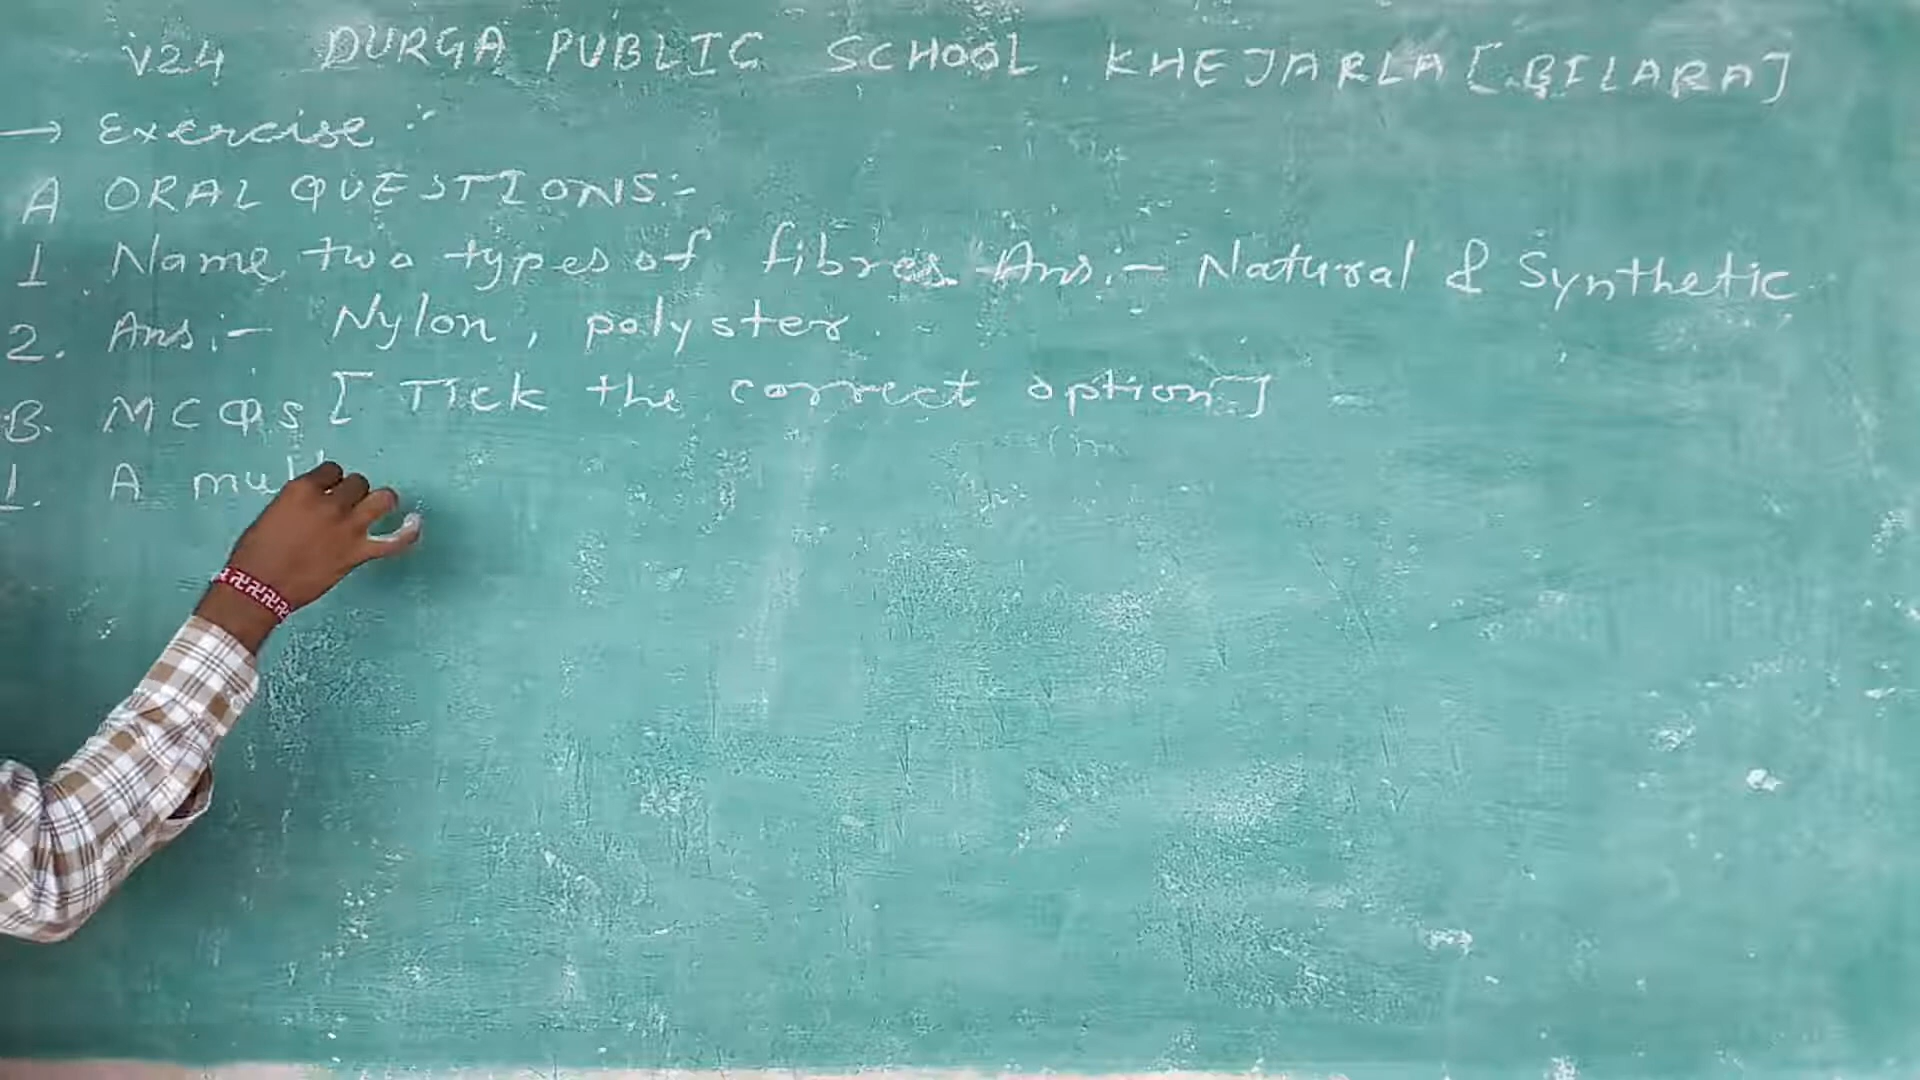 V24 DURGA PUBLIC SCHOOL. KHEJARLA [BILARA]
→ Exercise :-
A ORAL QUESTIONS:-
1. Name two types of fibres Ans:- Natural & Synthetic
2. Ans:- Nylon, polyster.
B. MCQs [Tick the correct option]
1. A mul